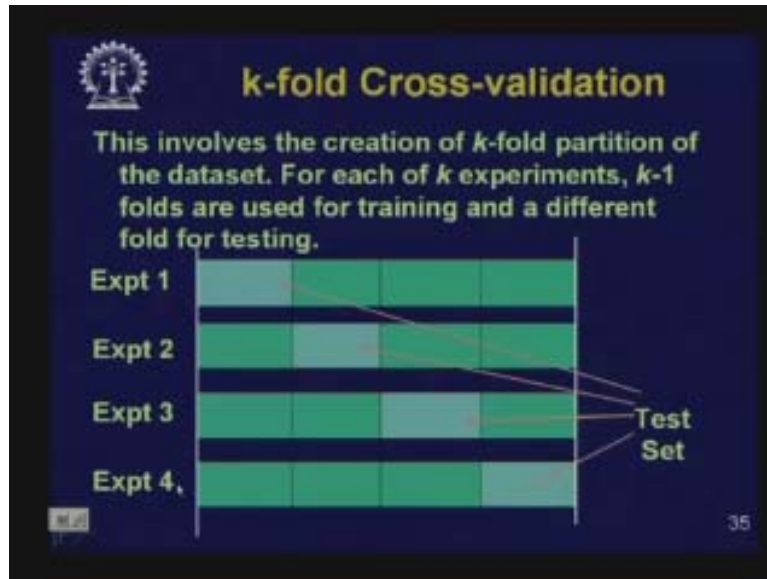 k-fold Cross-validation
This involves the creation of k-fold partition of
the dataset. For each of k experiments, k-1
folds are used for training and a different
fold for testing.
Expt 1
Expt 2
Expt 3
Expt 4
Test
Set
35